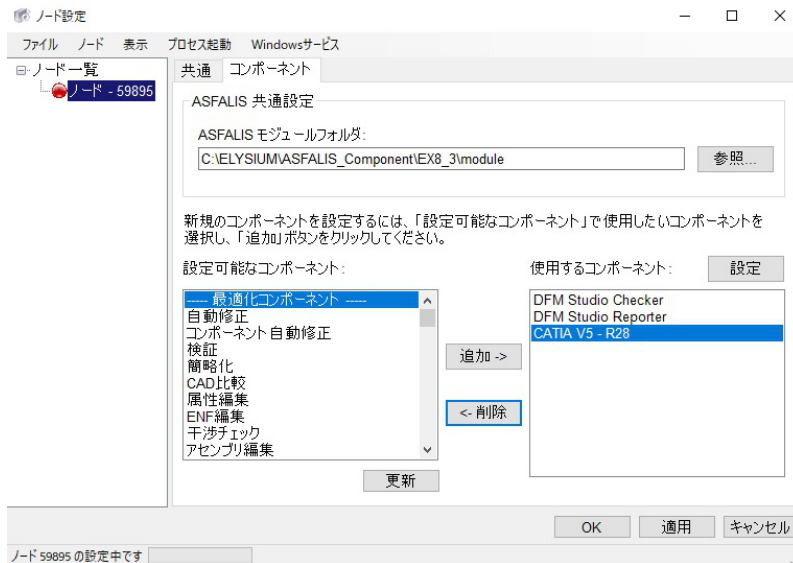 ノード設定
ファイル ノード 表示 プロセス起動 Windowsサービス
ノード一覧
ノード - 59895
共通 コンポーネント
ASFALIS 共通設定
ASFALIS モジュールフォルダ:
C:\ELYSIUM\ASFALIS_Component\EX8_3\module
参照...
新規のコンポーネントを設定するには、「設定可能なコンポーネント」で使用したいコンポーネントを
選択し、「追加」ボタンをクリックしてください。
設定可能なコンポーネント:
----- 最適化コンポーネント -----
自動修正
コンポーネント自動修正
検証
簡略化
CAD比較
属性編集
ENF編集
干渉チェック
アセンブリ編集
更新
追加 ->
<- 削除
使用するコンポーネント:
設定
DFM Studio Checker
DFM Studio Reporter
CATIA V5 - R28
OK 適用 キャンセル
ノード 59895 の設定中です